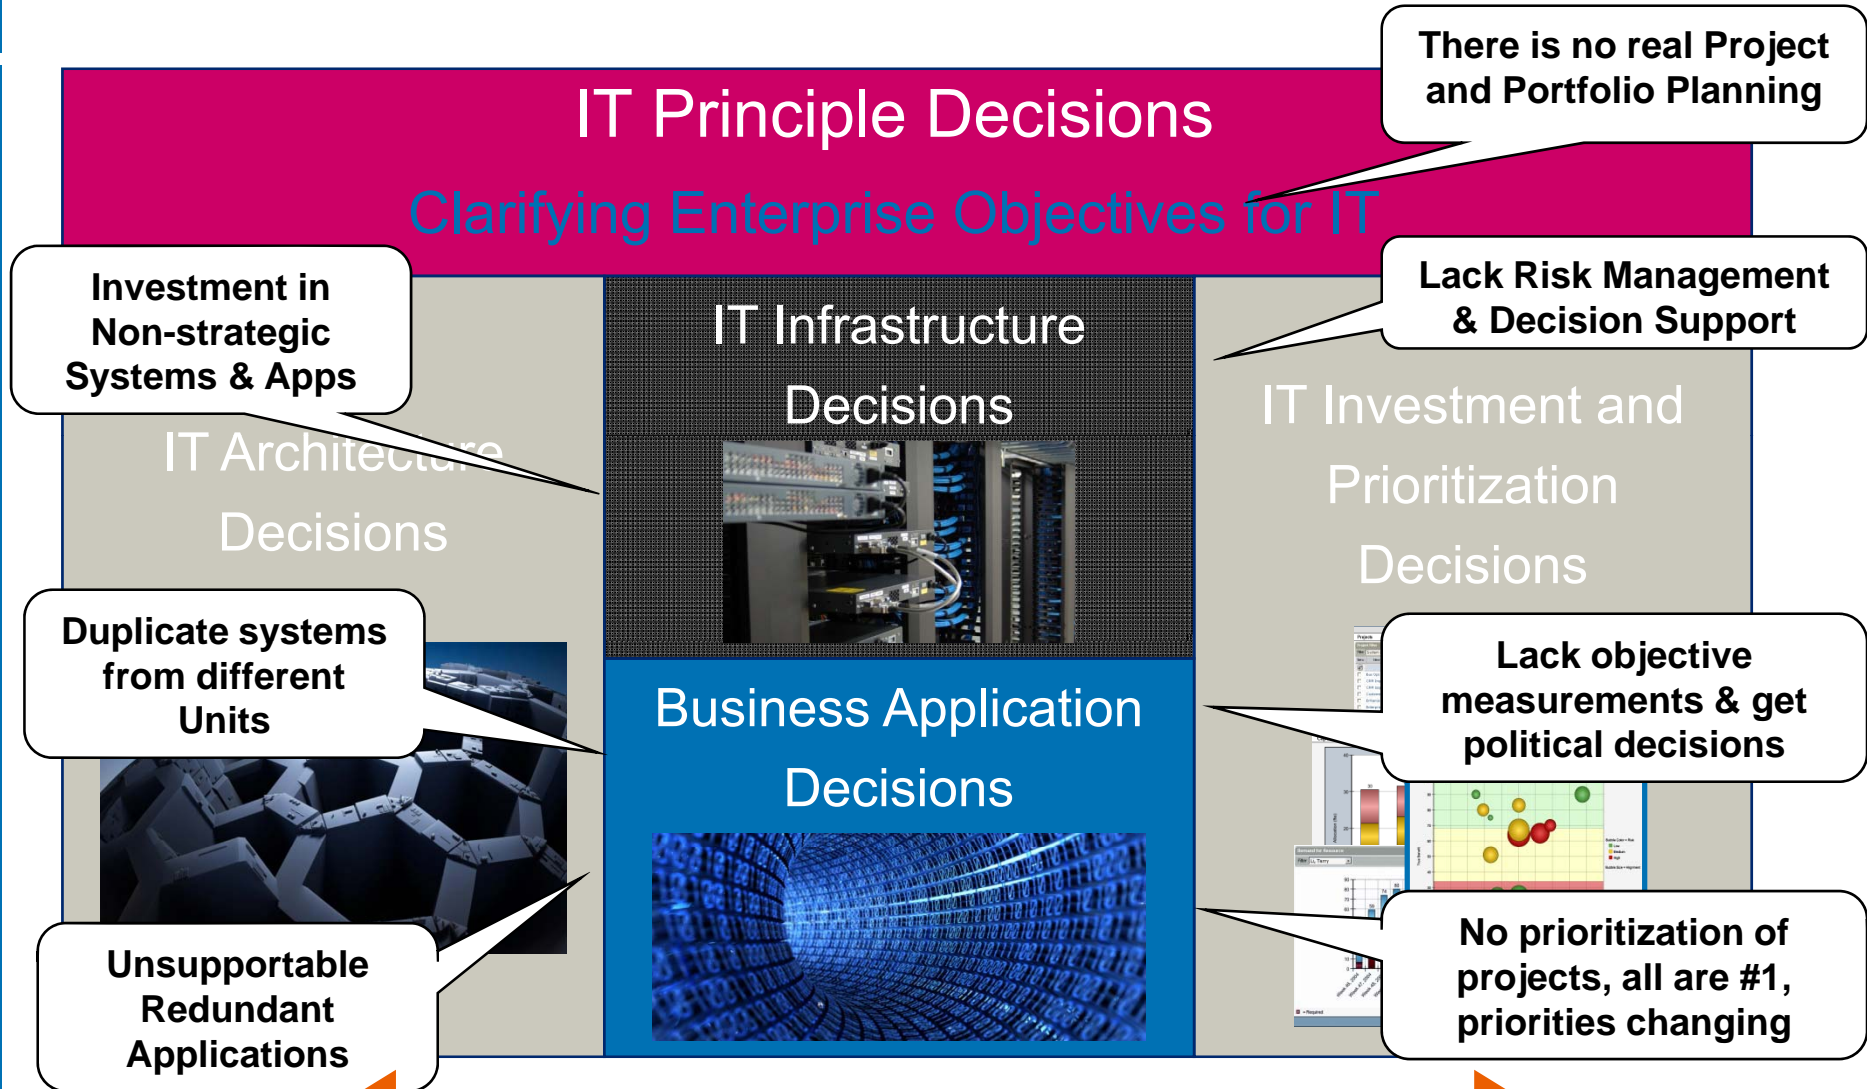 There is no real Project
and Portfolio Planning
IT Principle Decisions
Clarifying Enterprise Objectives for IT
Investment in
Non-strategic
Systems & Apps
IT Infrastructure
Decisions
Lack Risk Management
& Decision Support
IT Architecture
Decisions
IT Investment and
Prioritization
Decisions
Duplicate systems
from different
Units
Business Application
Decisions
Lack objective
measurements & get
political decisions
Unsupportable
Redundant
Applications
No prioritization of
projects, all are #1,
priorities changing